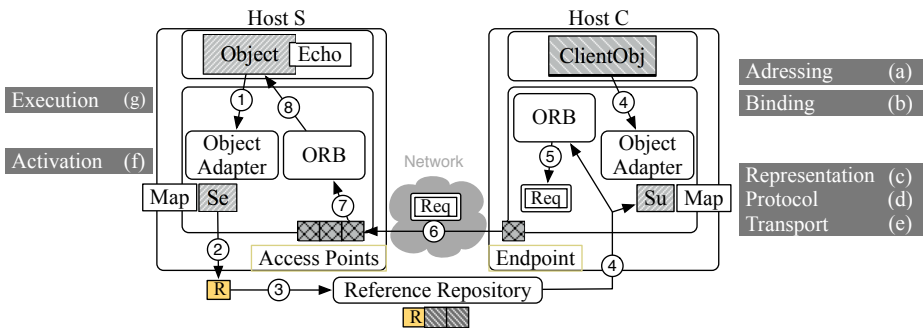 Host S
Host C
Object
Echo
ClientObj
Adressing (a)
Execution (g)
1
8
4
Binding (b)
Object
Adapter
ORB
ORB
Object
Adapter
Activation (f)
5
Network
Representation (c)
Map
Se
7
Req
Req
Su
Map
Protocol (d)
6
Transport (e)
2
Access Points
Endpoint
4
R
3
Reference Repository
R